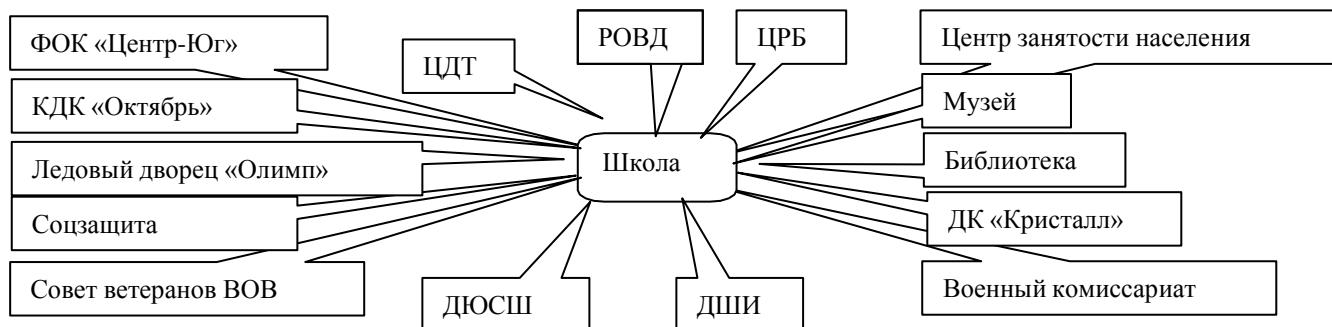 ФОК «Центр-Юг»
ЦДТ
РОВД
ЦРБ
Центр занятости населения
КДК «Октябрь»
Музей
Ледовый дворец «Олимп»
Школа
Библиотека
Соцзащита
ДК «Кристалл»
Совет ветеранов ВОВ
ДЮСШ
ДШИ
Военный комиссариат